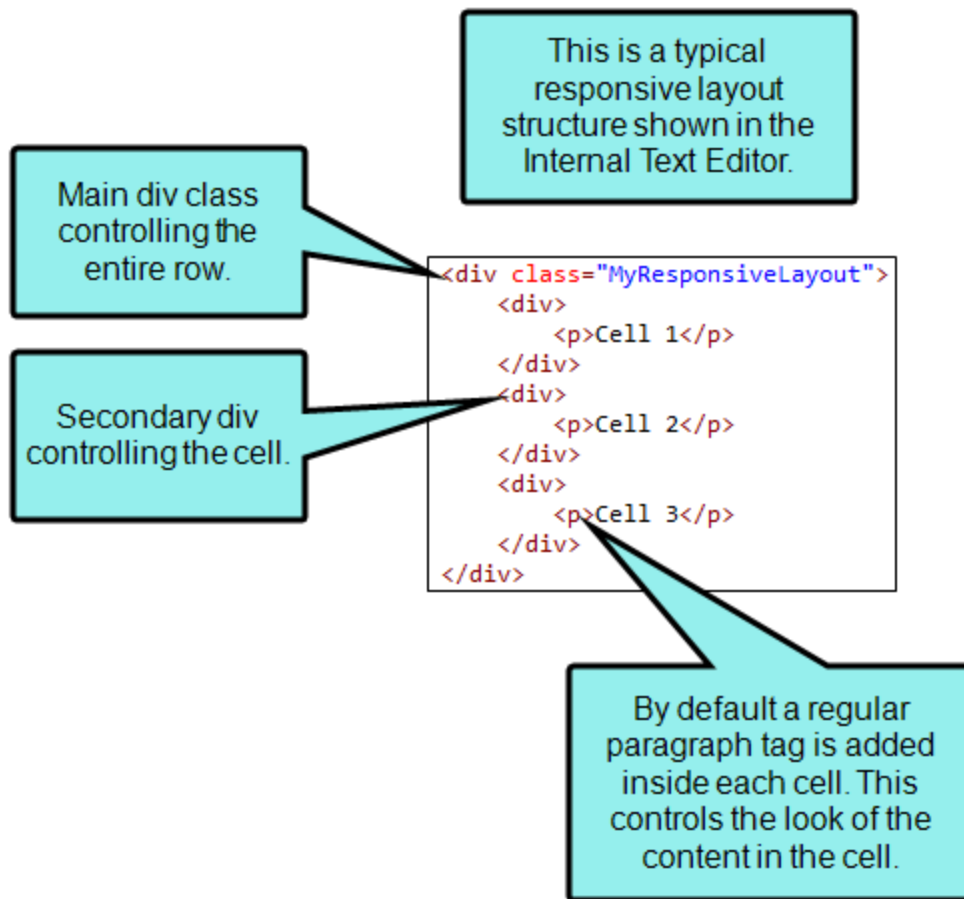 This is a typical
responsive layout
structure shown in the
Internal Text Editor.
Main div class
controlling the
entire row.
<div class="MyResponsiveLayout">
    <div>
        <p>Cell 1</p>
    </div>
    <div>
        <p>Cell 2</p>
    </div>
    <div>
        <p>Cell 3</p>
    </div>
</div>
Secondary div
controlling the cell.
By default a regular
paragraph tag is added
inside each cell. This
controls the look of the
content in the cell.